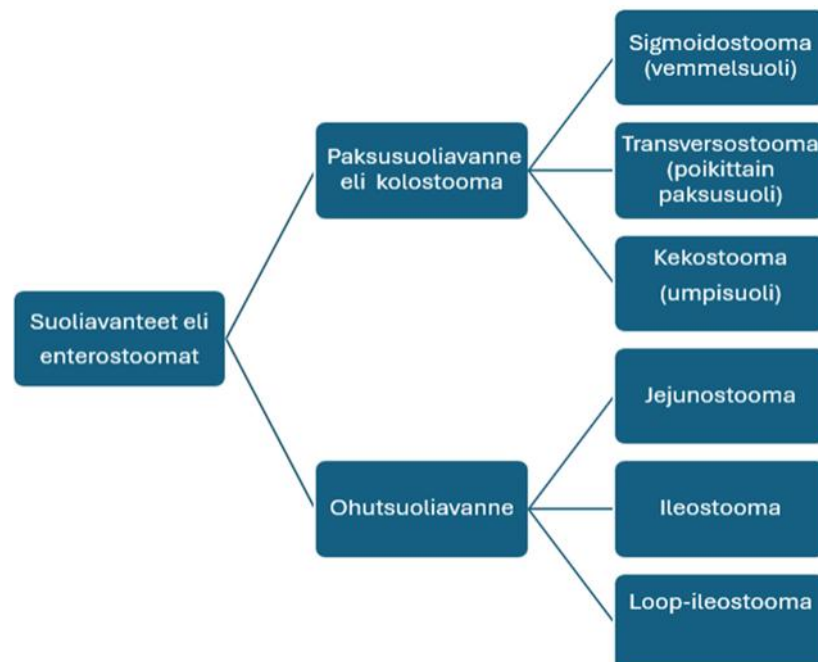 Suoliavanteet eli
enterostoomat
Paksusuoliavanne
eli kolostooma
Sigmoidostooma
(vemmelsuoli)
Transversostooma
(poikittain
paksusuoli)
Kekostooma
(umpisuoli)
Ohutsuoliavanne
Jejunostooma
Ileostooma
Loop-ileostooma